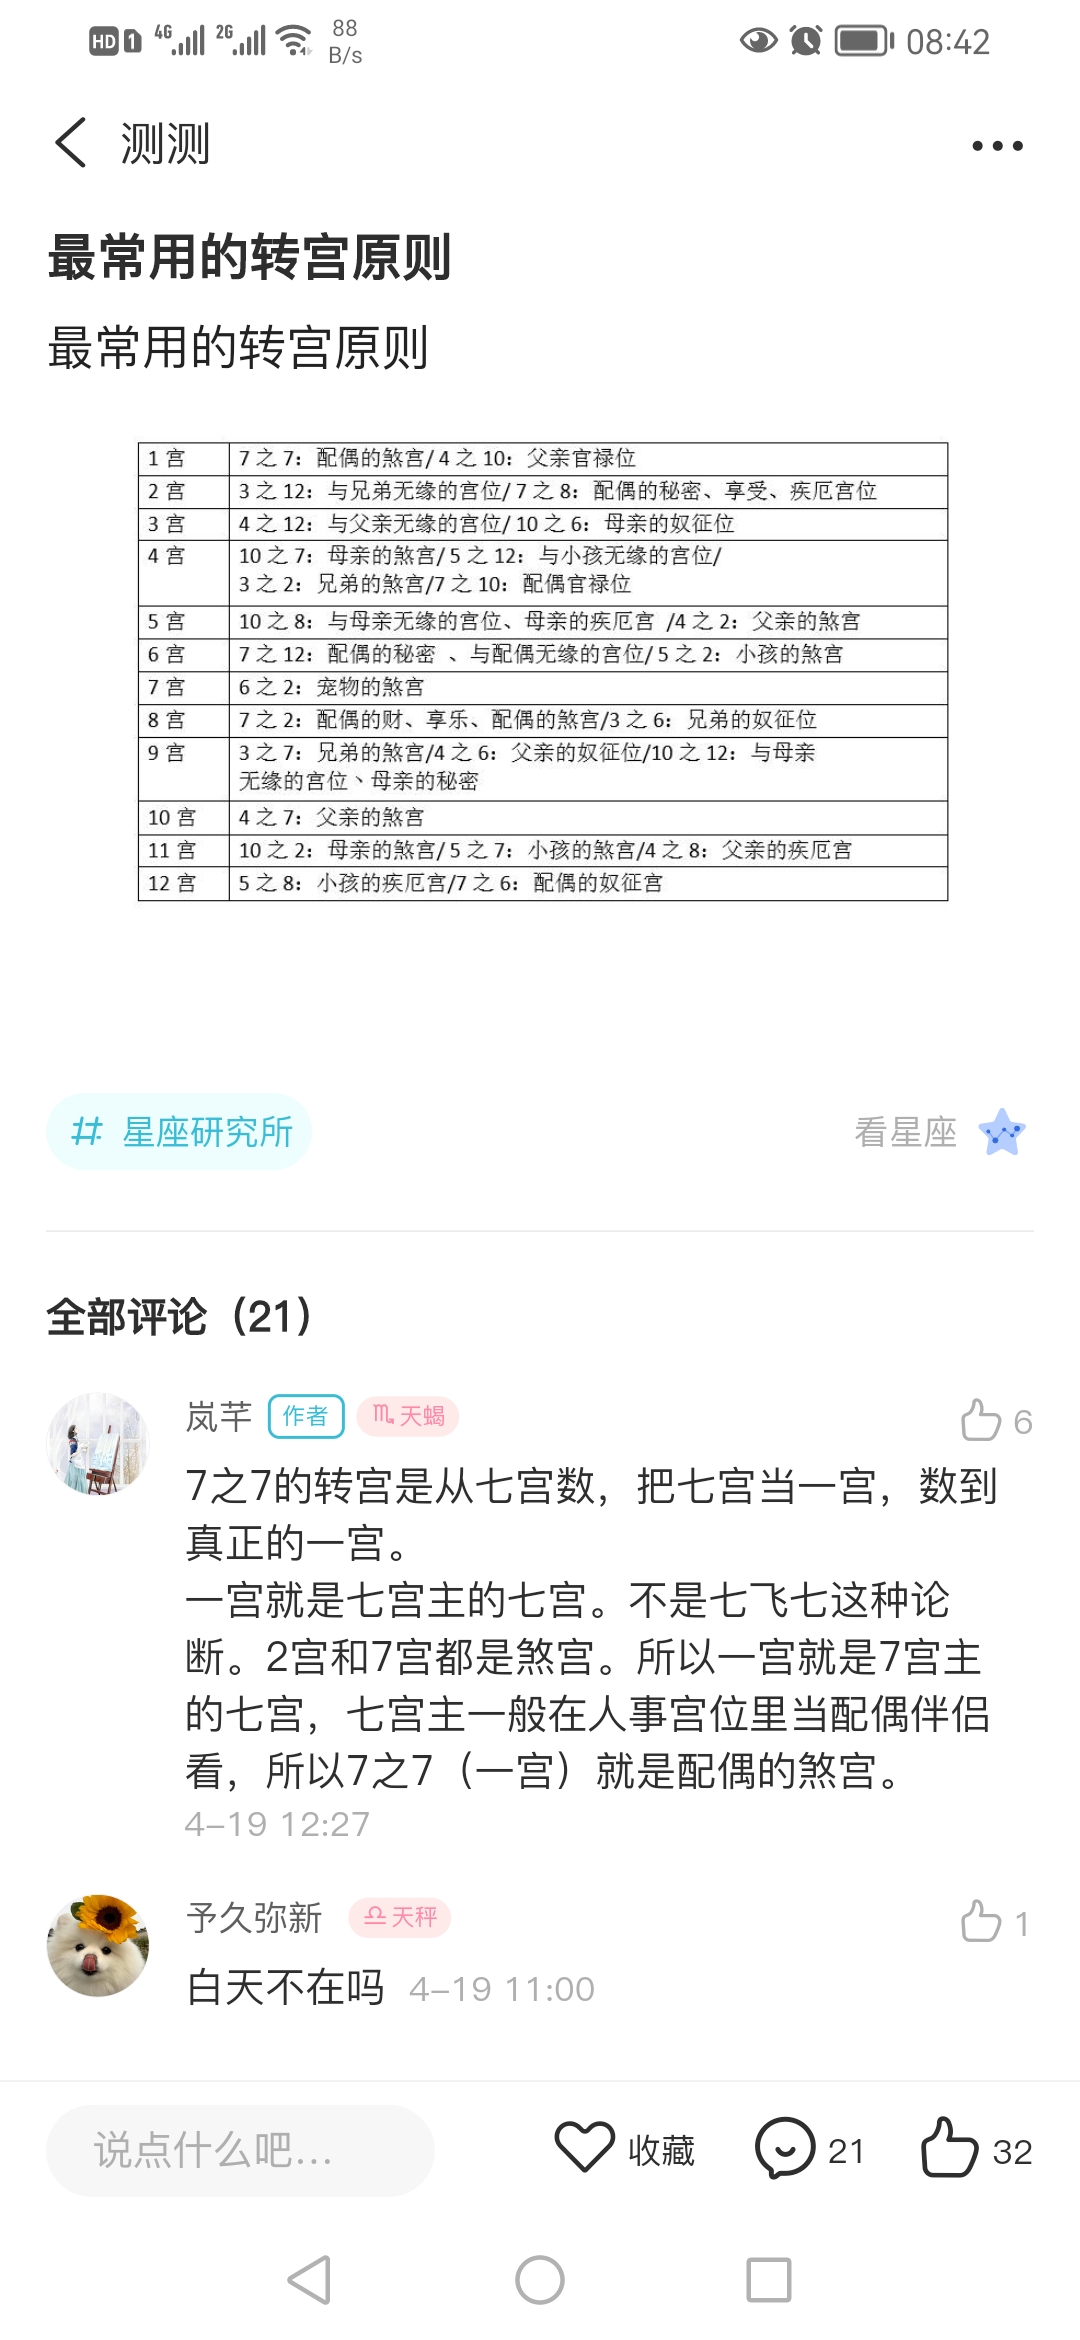 HD 1 4G 2G 88 B/s 08:42
测测
最常用的转宫原则
最常用的转宫原则
1 宫 7 之 7：配偶的煞宫/ 4 之 10：父亲官禄位
2 宫 3 之 12：与兄弟无缘的宫位/ 7 之 8：配偶的秘密、享受、疾厄宫位
3 宫 4 之 12：与父亲无缘的宫位/ 10 之 6：母亲的奴征位
4 宫 10 之 7：母亲的煞宫/ 5 之 12：与小孩无缘的宫位/
3 之 2：兄弟的煞宫/7 之 10：配偶官禄位
5 宫 10 之 8：与母亲无缘的宫位、母亲的疾厄宫 /4 之 2：父亲的煞宫
6 宫 7 之 12：配偶的秘密 、与配偶无缘的宫位/ 5 之 2：小孩的煞宫
7 宫 6 之 2：宠物的煞宫
8 宫 7 之 2：配偶的财、享乐、配偶的煞宫/3 之 6：兄弟的奴征位
9 宫 3 之 7：兄弟的煞宫/4 之 6：父亲的奴征位/10 之 12：与母亲
无缘的宫位丶母亲的秘密
10 宫 4 之 7：父亲的煞宫
11 宫 10 之 2：母亲的煞宫/ 5 之 7：小孩的煞宫/4 之 8：父亲的疾厄宫
12 宫 5 之 8：小孩的疾厄宫/7 之 6：配偶的奴征宫
# 星座研究所 看星座
全部评论（21）
岚芊 作者 ♏天蝎 6
7之7的转宫是从七宫数，把七宫当一宫，数到
真正的一宫。
一宫就是七宫主的七宫。不是七飞七这种论
断。2宫和7宫都是煞宫。所以一宫就是7宫主
的七宫，七宫主一般在人事宫位里当配偶伴侣
看，所以7之7（一宫）就是配偶的煞宫。
4–19 12:27
予久弥新 ♎天秤 1
白天不在吗 4–19 11:00
说点什么吧... 收藏 21 32